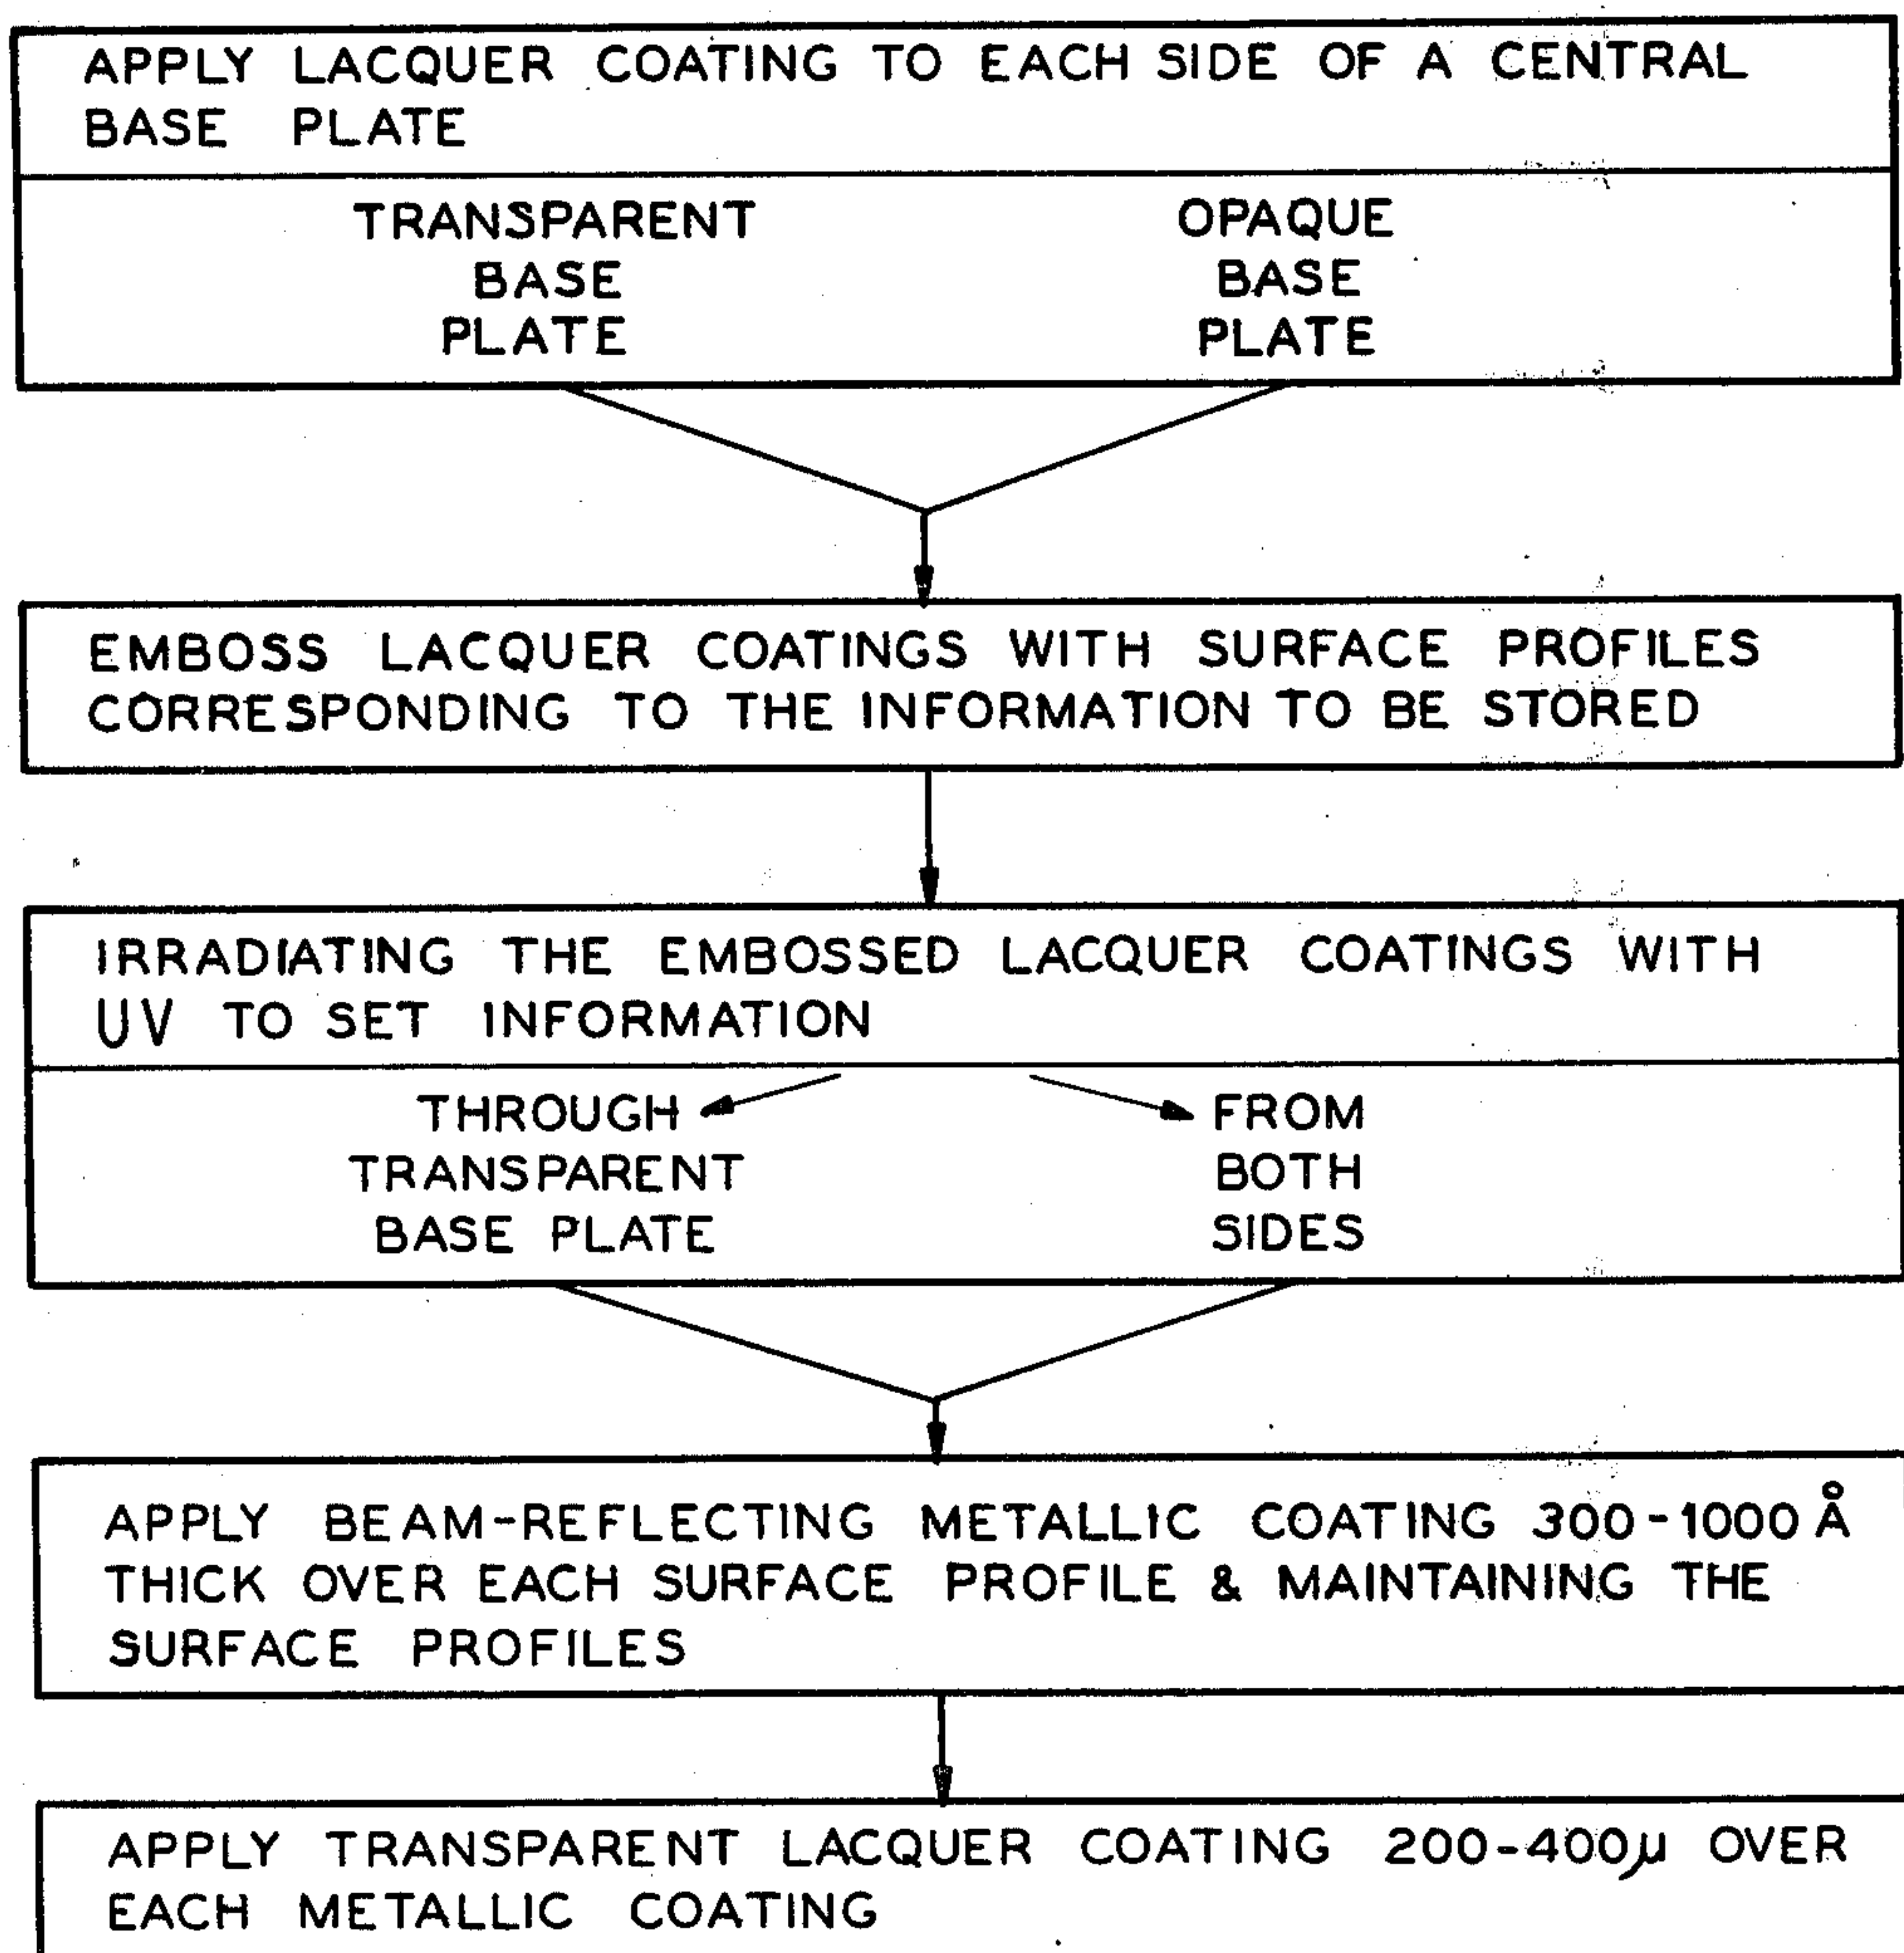 APPLY LACQUER COATING TO EACH SIDE OF A CENTRAL
BASE PLATE
TRANSPARENT
BASE
PLATE
OPAQUE
BASE
PLATE
EMBOSS LACQUER COATINGS WITH SURFACE PROFILES
CORRESPONDING TO THE INFORMATION TO BE STORED
IRRADIATING THE EMBOSSED LACQUER COATINGS WITH
UV TO SET INFORMATION
THROUGH
TRANSPARENT
BASE PLATE
FROM
BOTH
SIDES
APPLY BEAM-REFLECTING METALLIC COATING 300-1000 Å
THICK OVER EACH SURFACE PROFILE & MAINTAINING THE
SURFACE PROFILES
APPLY TRANSPARENT LACQUER COATING 200-400μ OVER
EACH METALLIC COATING